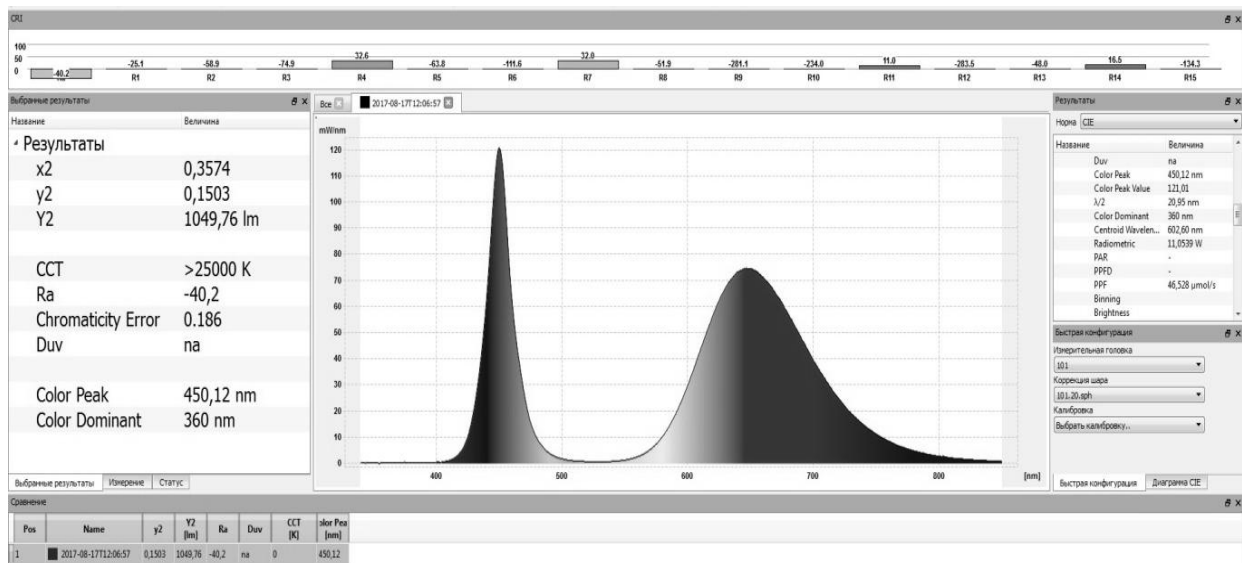 CRI
100
50
0
-40.2 -25.1 -58.9 -74.9 32.6 -63.8 -111.6 32.0 -51.9 -281.1 -234.0 11.0 -283.5 -48.0 16.5 -134.3
R1 R2 R3 R4 R5 R6 R7 R8 R9 R10 R11 R12 R13 R14 R15
Выбранные результаты
Название Величина
Результаты
x2 0,3574
y2 0,1503
Y2 1049,76 lm
CCT >25000 K
Ra -40,2
Chromaticity Error 0.186
Duv na
Color Peak 450,12 nm
Color Dominant 360 nm
Выбранные результаты Измерение Статус
Все 2017-08-17T12:06:57
mW/nm
120
110
100
90
80
70
60
50
40
30
20
10
0
400 500 600 700 800 [nm]
Результаты
Норма CIE
Название Величина
Duv na
Color Peak 450,12 nm
Color Peak Value 121,01
λ/2 20,95 nm
Color Dominant 360 nm
Centroid Wavelen... 602,60 nm
Radiometric 11,0539 W
PAR -
PPFD -
PPF 46,528 µmol/s
Binning
Brightness
Быстрая конфигурация
Измерительная головка
101
Коррекция шара
101.20.sph
Калибровка
Выбрать калибровку..
Быстрая конфигурация Диаграмма CIE
Сравнение
Pos Name y2 Y2 [lm] Ra Duv CCT [K] olor Pea [nm]
1 2017-08-17T12:06:57 0,1503 1049,76 -40,2 na 0 450,12